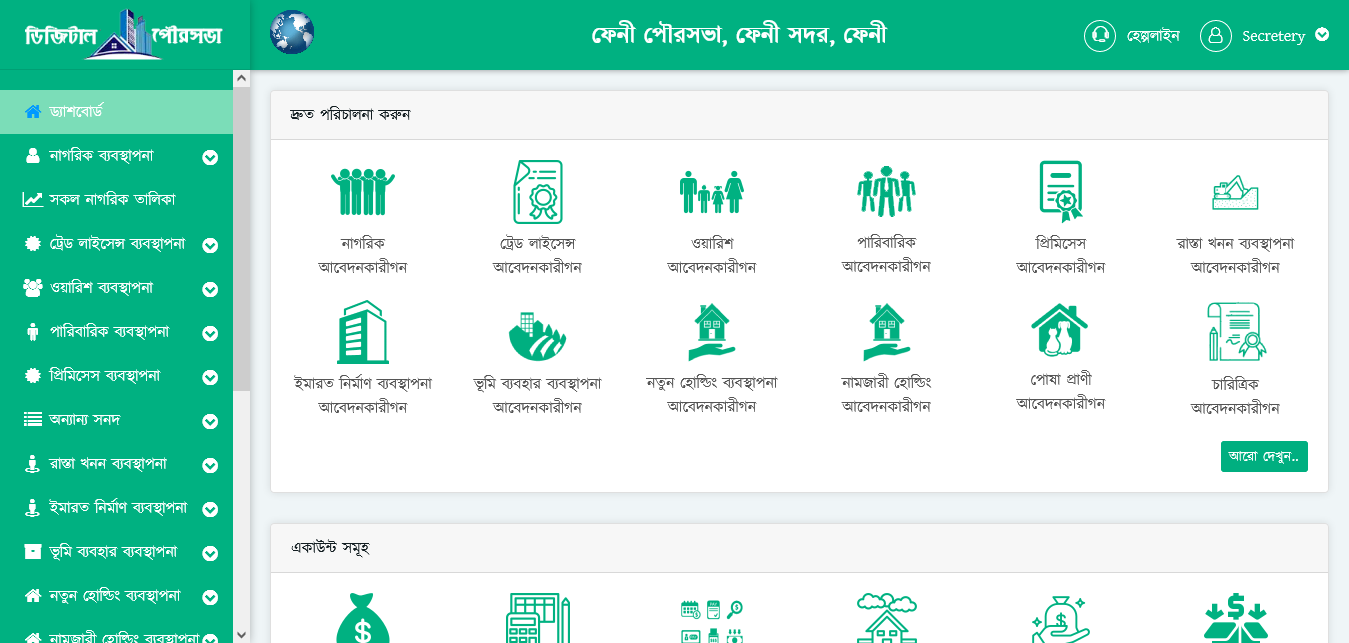 ডিজিটাল পৌরসভা
ফেনী পৌরসভা, ফেনী সদর, ফেনী
হেল্পলাইন
Secretery
ড্যাশবোর্ড
নাগরিক ব্যবস্থাপনা
সকল নাগরিক তালিকা
ট্রেড লাইসেন্স ব্যবস্থাপনা
ওয়ারিশ ব্যবস্থাপনা
পারিবারিক ব্যবস্থাপনা
প্রিমিসেস ব্যবস্থাপনা
অন্যান্য সনদ
রাস্তা খনন ব্যবস্থাপনা
ইমারত নির্মাণ ব্যবস্থাপনা
ভূমি ব্যবহার ব্যবস্থাপনা
নতুন হোল্ডিং ব্যবস্থাপনা
নামজারী হোল্ডিং ব্যবস্থাপনা
দ্রুত পরিচালনা করুন
নাগরিক
আবেদনকারীগন
ট্রেড লাইসেন্স
আবেদনকারীগন
ওয়ারিশ
আবেদনকারীগন
পারিবারিক
আবেদনকারীগন
প্রিমিসেস
আবেদনকারীগন
রাস্তা খনন ব্যবস্থাপনা
আবেদনকারীগন
ইমারত নির্মাণ ব্যবস্থাপনা
আবেদনকারীগন
ভূমি ব্যবহার ব্যবস্থাপনা
আবেদনকারীগন
নতুন হোল্ডিং ব্যবস্থাপনা
আবেদনকারীগন
নামজারী হোল্ডিং
আবেদনকারীগন
পোষা প্রাণী
আবেদনকারীগন
চারিত্রিক
আবেদনকারীগন
আরো দেখুন..
একাউন্ট সমূহ